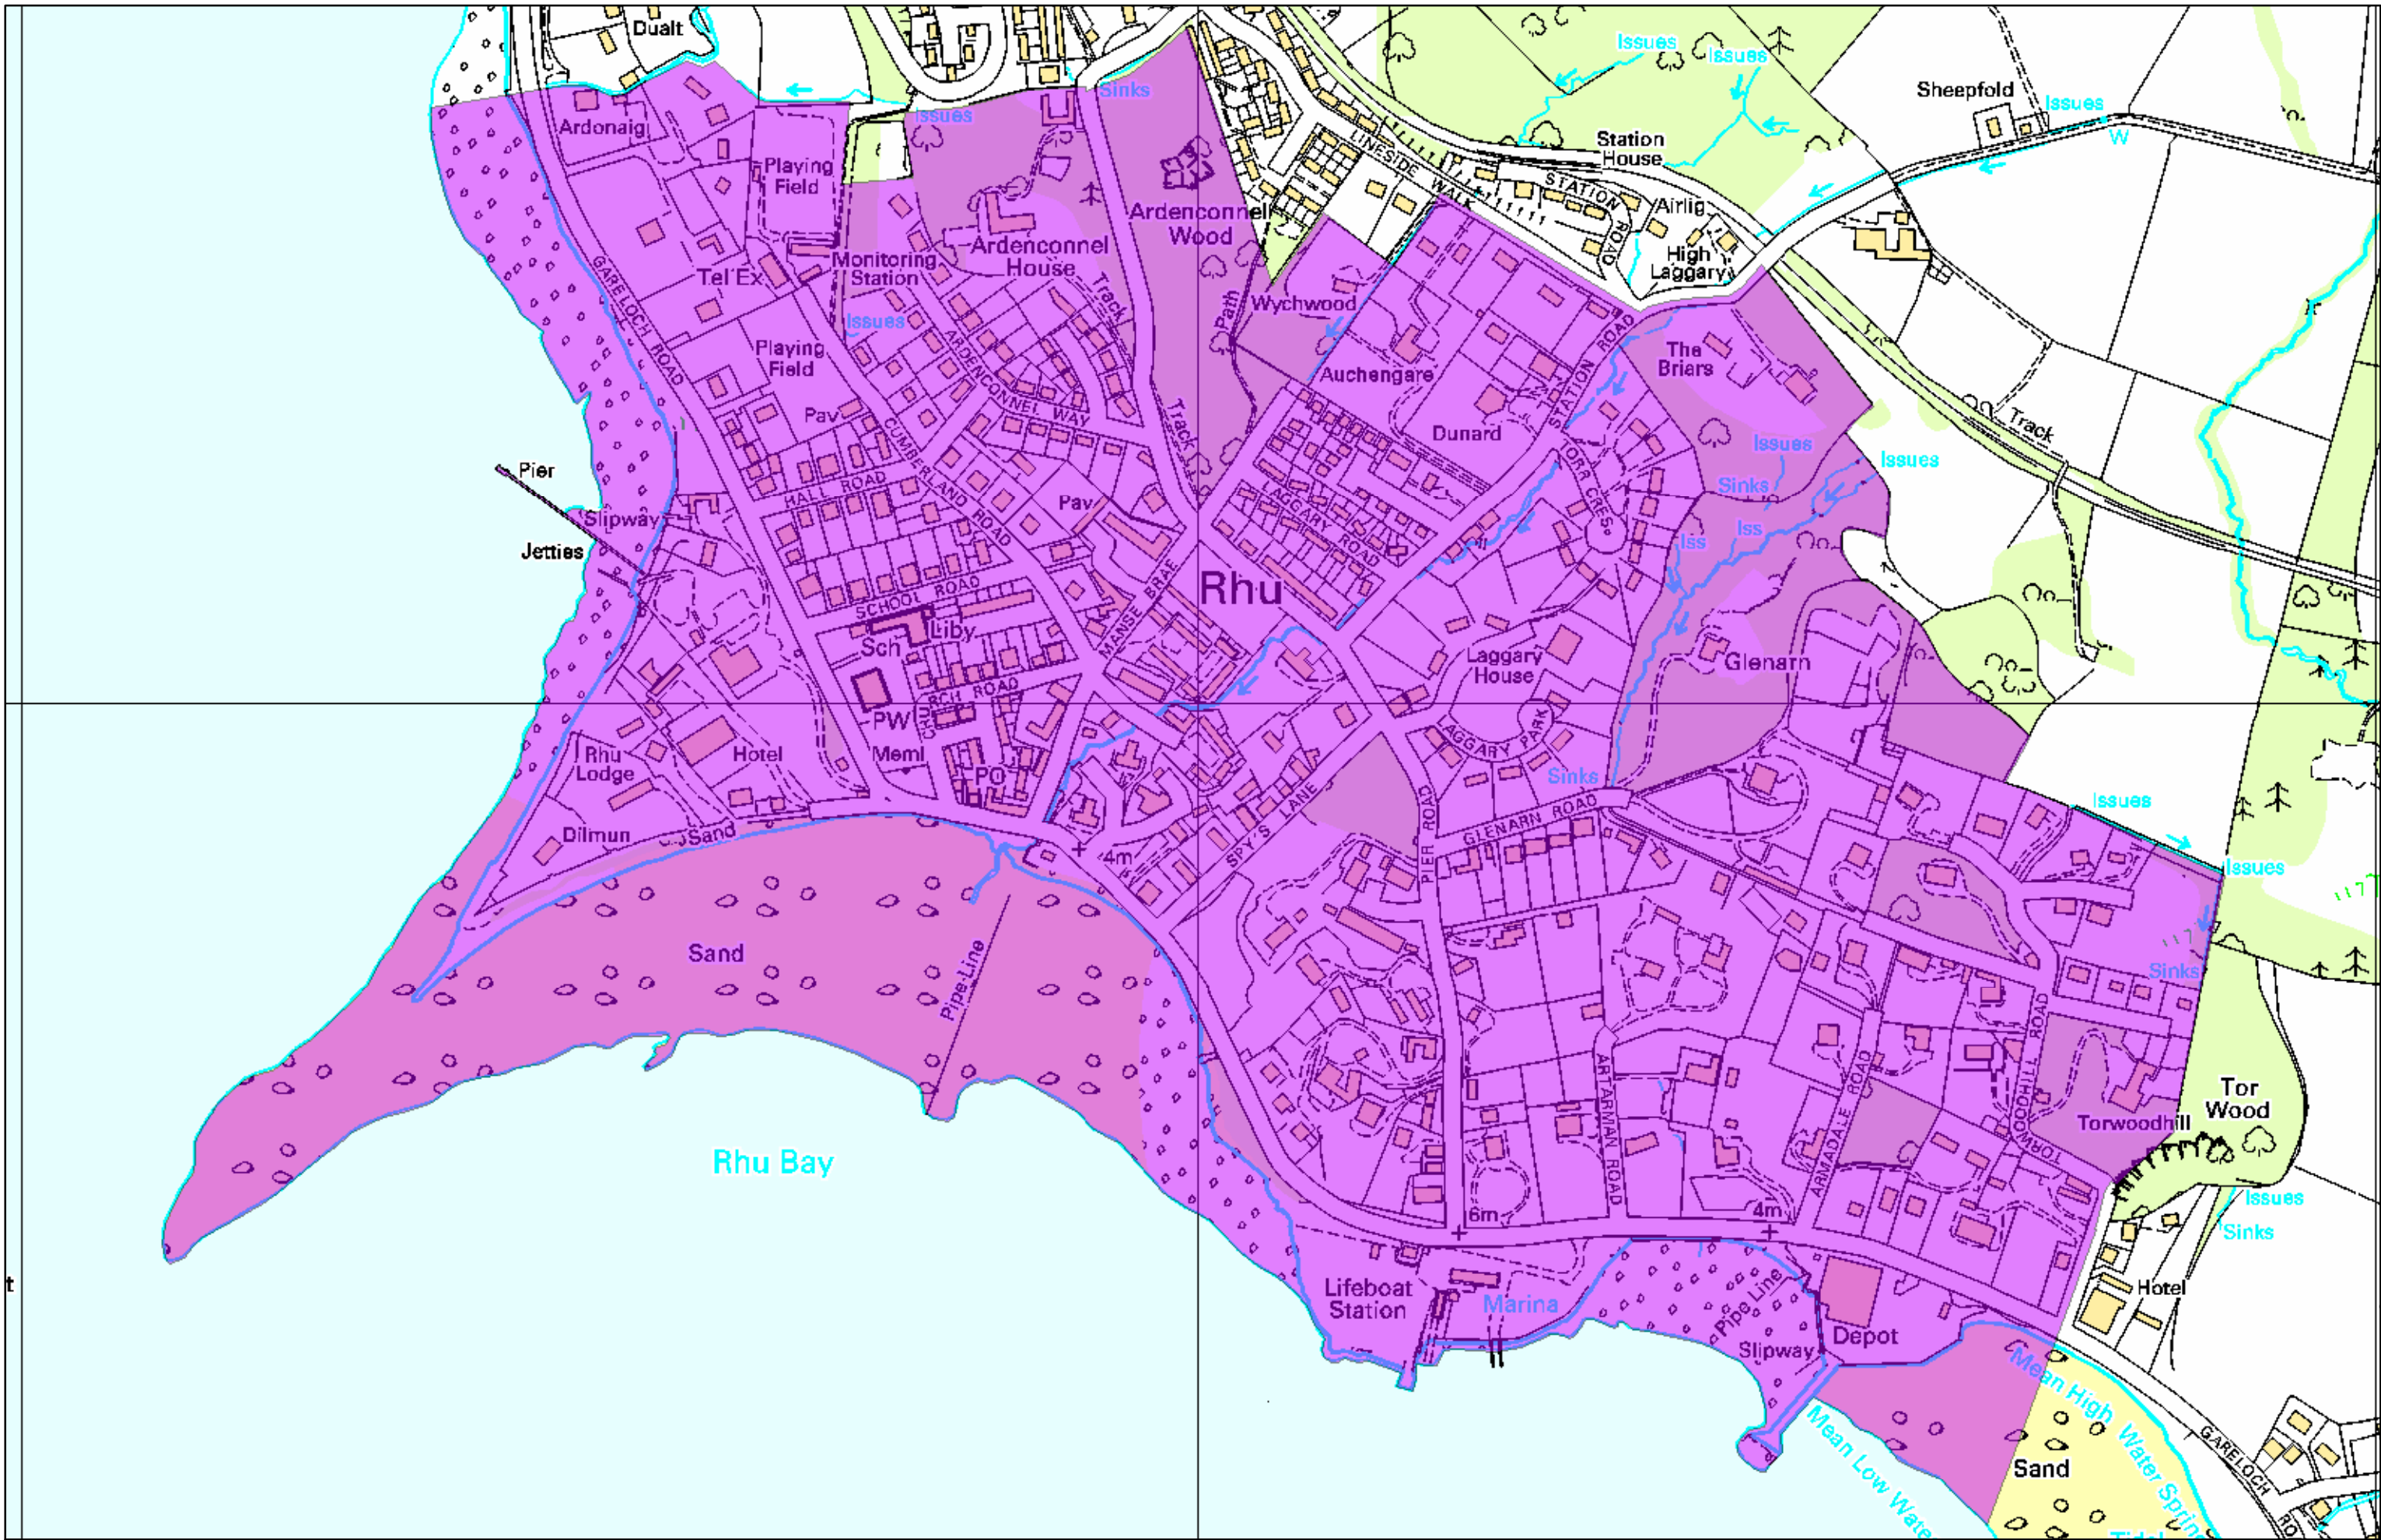 Dualt
Issues
Issues
Sheepfold
Issues
W
Sinks
Issues
Ardonaig
Station
House
LINESIDE WALK
STATION ROAD
Playing
Field
Airlig
Ardenconnel
Wood
Ardenconnel
House
High
Laggary
Monitoring
Station
Tel Ex
GARELOCH ROAD
Track
Path
Wychwood
Issues
Playing
Field
ARDENCONNEL WAY
STATION ROAD
The
Briars
Auchengare
Pav
Track
Dunard
Track
CUMBERLAND ROAD
Issues
Issues
Pier
HALL ROAD
TORR CRES
Sinks
Slipway
Pav
LAGGARY ROAD
Iss
Iss
Jetties
Rhu
SCHOOL ROAD
MANSE BRAE
Liby
Sch
Laggary
House
Glenarn
CHURCH ROAD
PW
LAGGARY PARK
Rhu
Lodge
Hotel
Meml
PO
Sinks
Issues
Dilmun
Sand
SPY'S LANE
PIER ROAD
GLENARN ROAD
4m
Issues
Sand
Pipe-Line
Sinks
TORWOODHILL ROAD
ARTARMAN ROAD
ARMADALE ROAD
Tor
Wood
Torwoodhill
Rhu Bay
Issues
Sinks
6m
4m
t
Lifeboat
Station
Marina
Pipe Line
Hotel
Slipway
Depot
Mean High Water Sprin
Mean Low Wate
GARELOCH RO
Sand